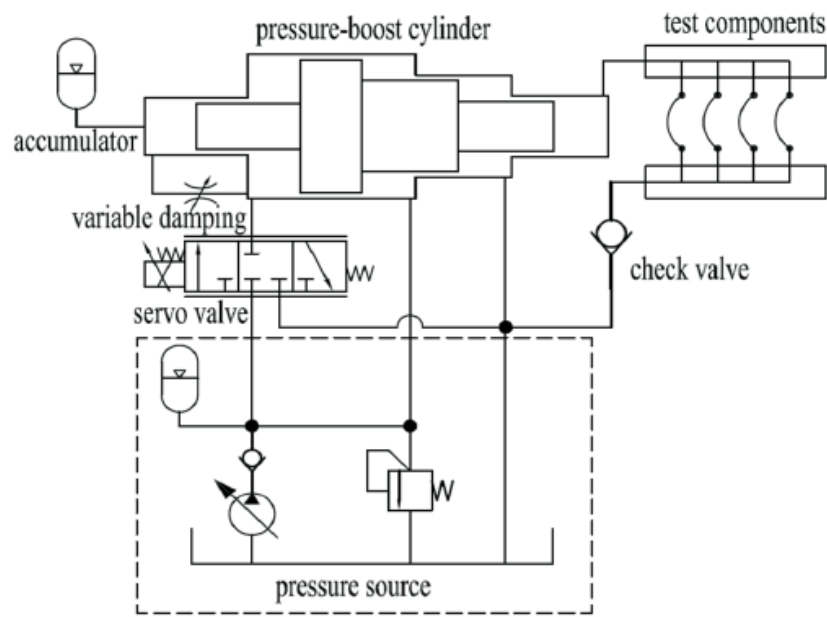 pressure-boost cylinder
test components
accumulator
variable damping
check valve
servo valve
pressure source